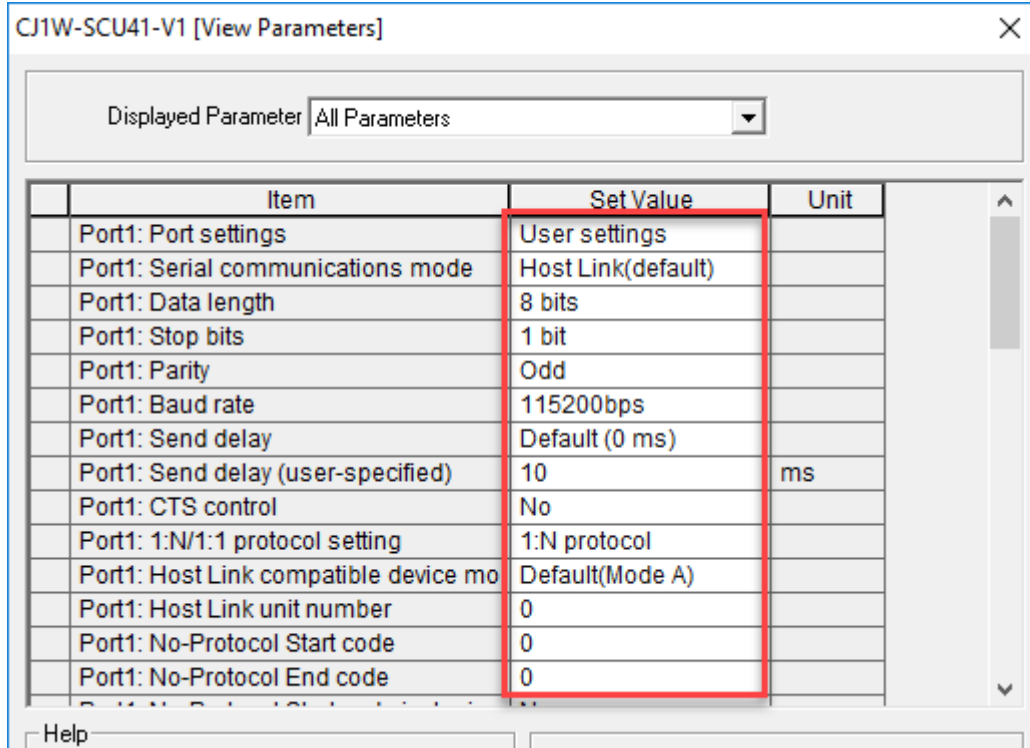 CJ1W-SCU41-V1 [View Parameters]
Displayed Parameter All Parameters
Item Set Value Unit
Port1: Port settings User settings
Port1: Serial communications mode Host Link(default)
Port1: Data length 8 bits
Port1: Stop bits 1 bit
Port1: Parity Odd
Port1: Baud rate 115200bps
Port1: Send delay Default (0 ms)
Port1: Send delay (user-specified) 10 ms
Port1: CTS control No
Port1: 1:N/1:1 protocol setting 1:N protocol
Port1: Host Link compatible device mo Default(Mode A)
Port1: Host Link unit number 0
Port1: No-Protocol Start code 0
Port1: No-Protocol End code 0
Help